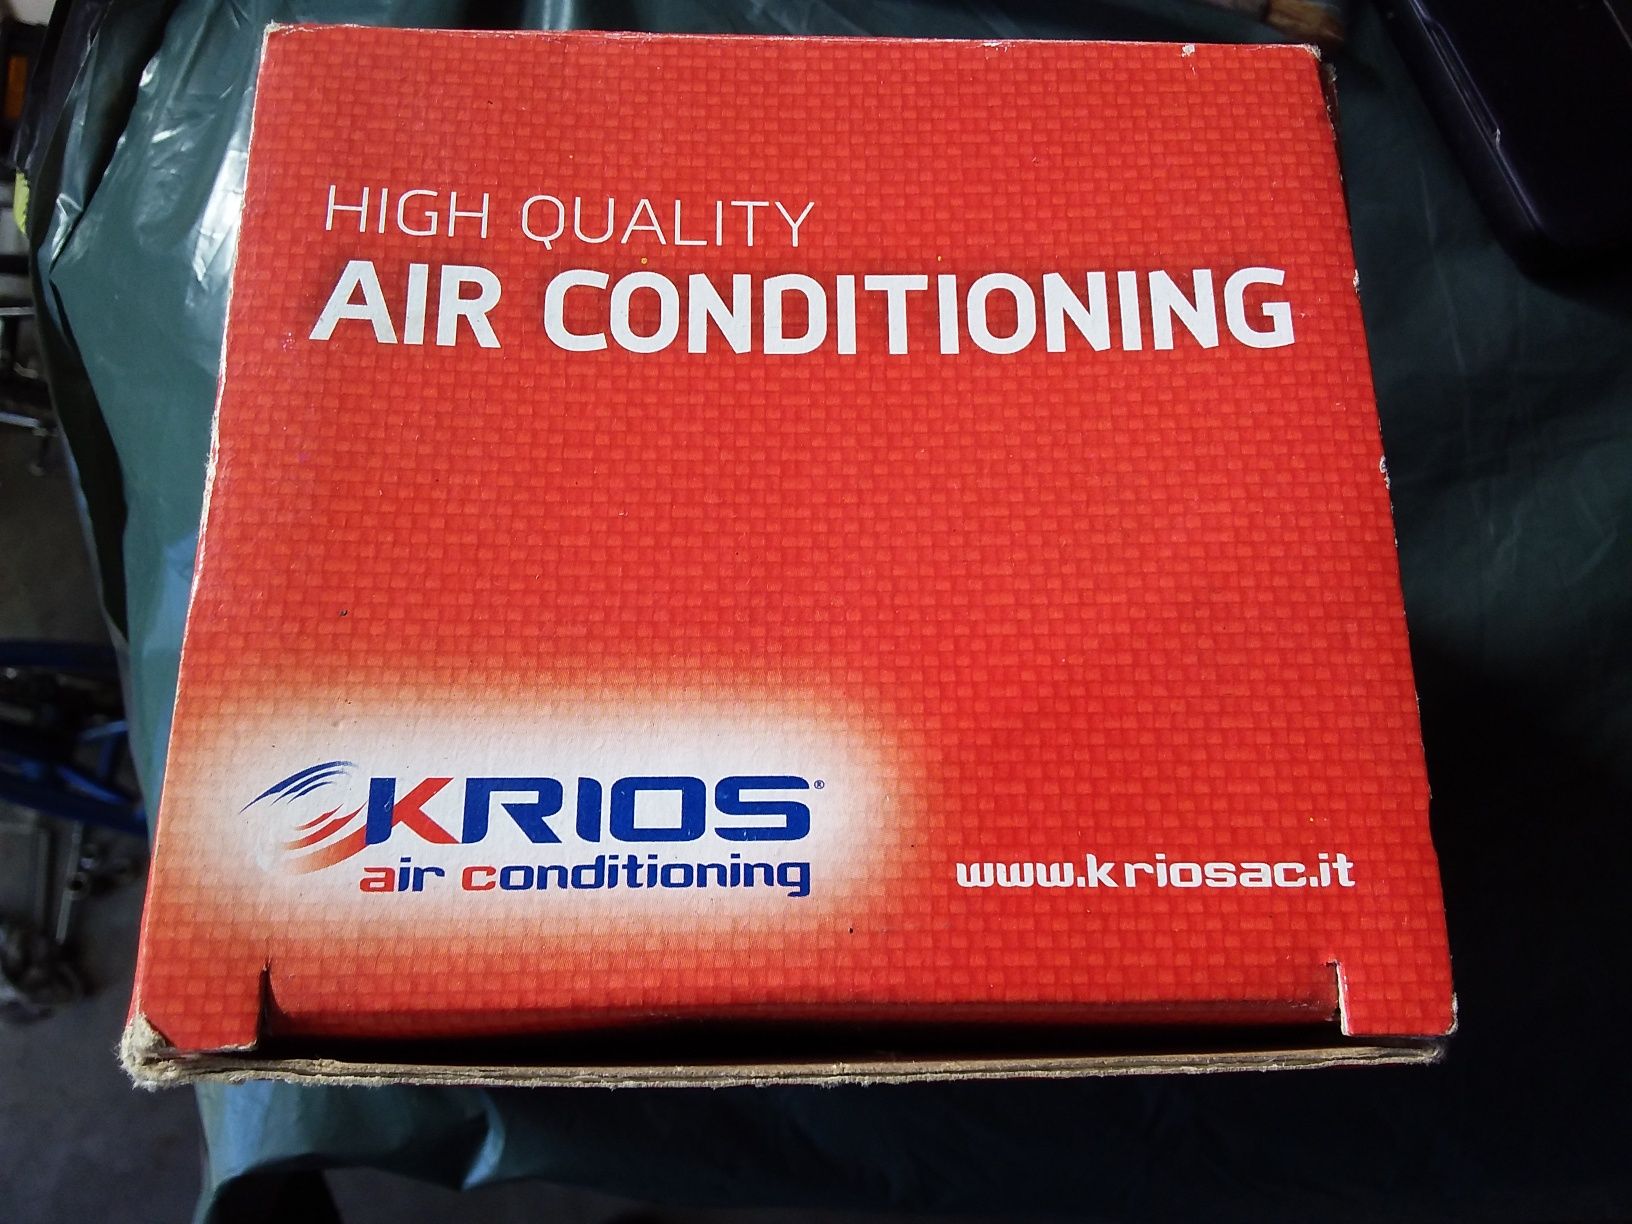 HIGH QUALITY
AIR CONDITIONING
KRIOS®
air conditioning
www.kriosac.it